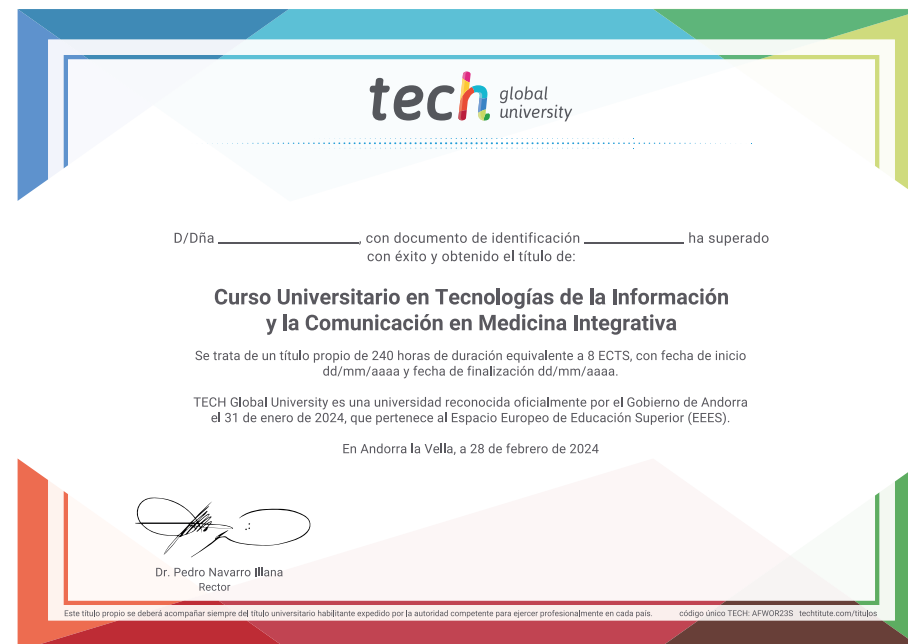 tech global
university
D/Dña ____________________, con documento de identificación ______________ ha superado
con éxito y obtenido el título de:
Curso Universitario en Tecnologías de la Información
y la Comunicación en Medicina Integrativa
Se trata de un título propio de 240 horas de duración equivalente a 8 ECTS, con fecha de inicio
dd/mm/aaaa y fecha de finalización dd/mm/aaaa.
TECH Global University es una universidad reconocida oficialmente por el Gobierno de Andorra
el 31 de enero de 2024, que pertenece al Espacio Europeo de Educación Superior (EEES).
En Andorra la Vella, a 28 de febrero de 2024
Dr. Pedro Navarro Illana
Rector
Este título propio se deberá acompañar siempre del título universitario habilitante expedido por la autoridad competente para ejercer profesionalmente en cada país. código único TECH: AFWOR23S techtitute.com/títulos